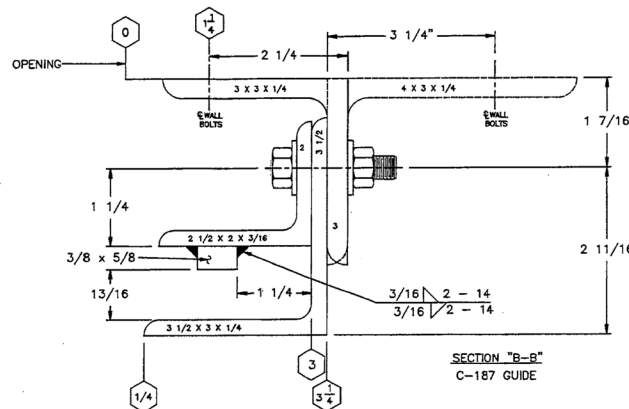 0
1 1/4
OPENING
2 1/4
3 1/4"
3 X 3 X 1/4
4 X 3 X 1/4
℄ WALL
BOLTS
℄ WALL
BOLTS
1 7/16
2
3 1/2
1 1/4
3
2 1/2 X 2 X 3/16
2 11/16
3/8 x 5/8
13/16
1 1/4
3/16 2 - 14
3/16 2 - 14
3 1/2 X 3 X 1/4
SECTION "B-B"
C-187 GUIDE
3
1/4
3 1/4